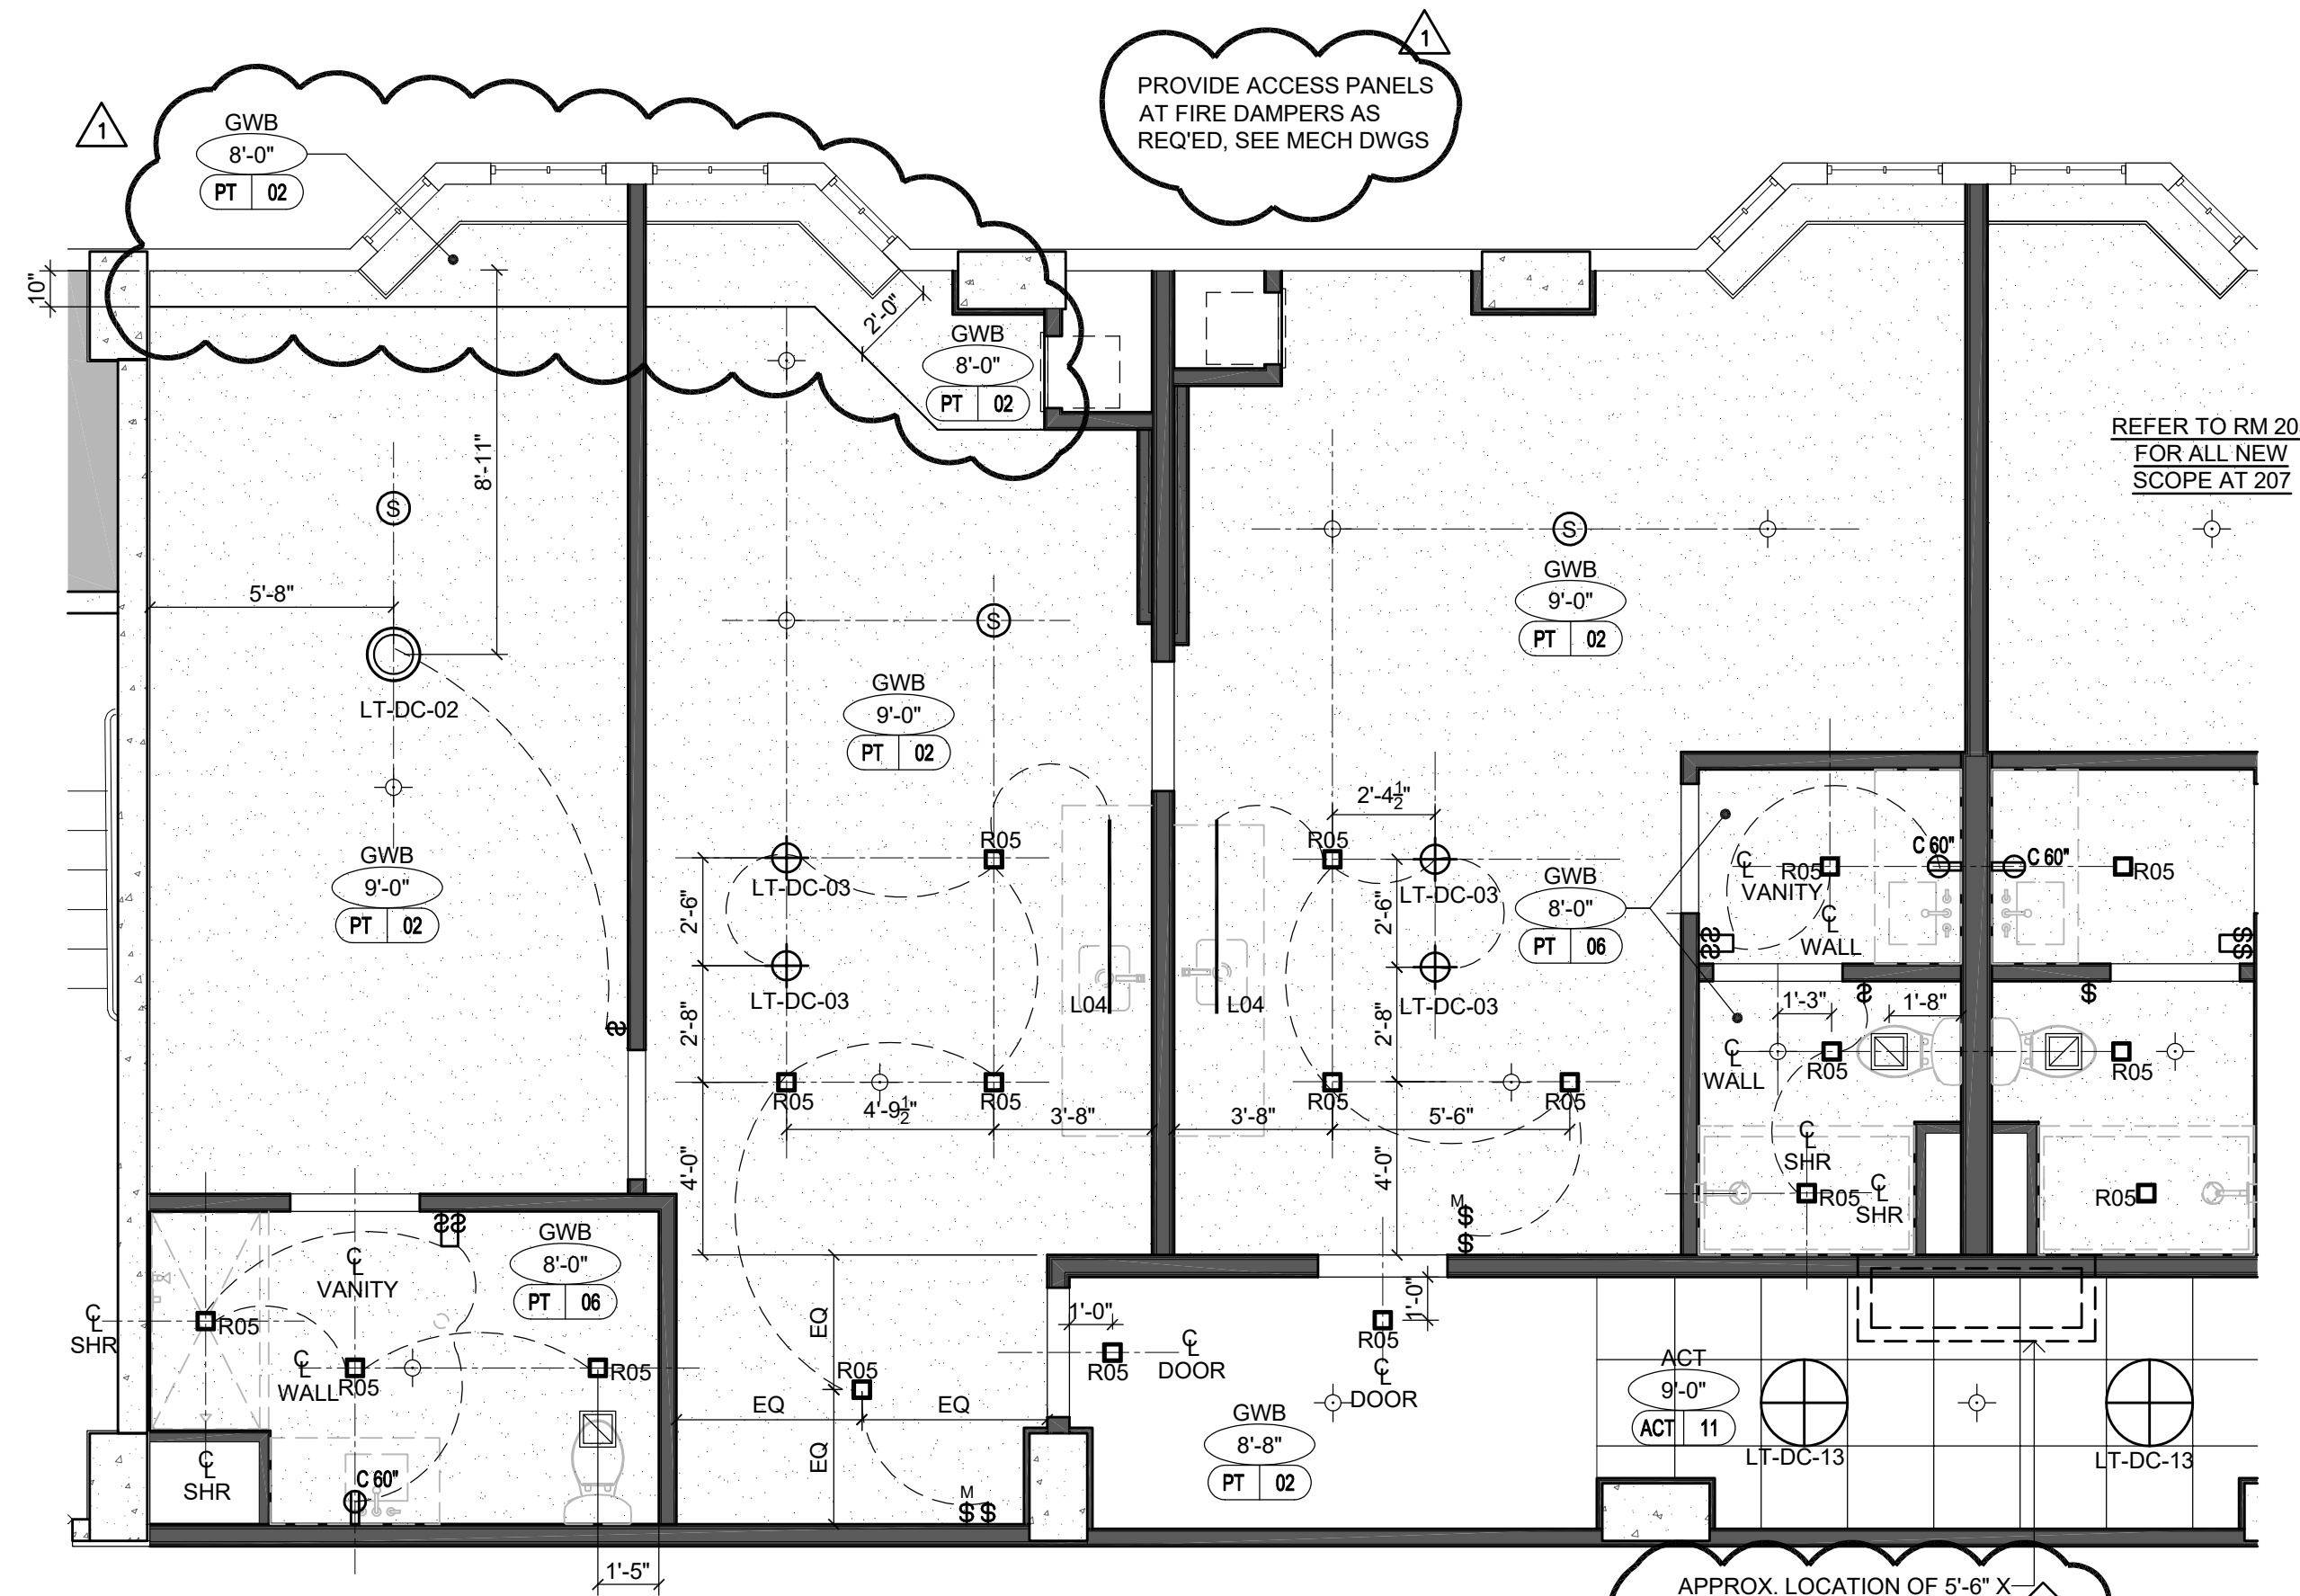 1
PROVIDE ACCESS PANELS
AT FIRE DAMPERS AS
REQ'ED, SEE MECH DWGS
1
GWB
8'-0"
PT 02
10"
2'-0"
GWB
8'-0"
PT 02
8'-11"
REFER TO RM 20
FOR ALL NEW
SCOPE AT 207
S
S
GWB
9'-0"
PT 02
5'-8"
S
LT-DC-02
GWB
9'-0"
PT 02
2'-4 1/2"
GWB
9'-0"
PT 02
R05
LT-DC-03
R05
LT-DC-03
2'-6"
2'-6"
GWB
8'-0"
PT 06
C 60"
C 60"
℄
VANITY
R05
R05
℄
WALL
$$
$$
LT-DC-03
LT-DC-03
L04
L04
$
2'-8"
2'-8"
1'-3"
$
1'-8"
$
℄
WALL
R05
R05
R05
4'-9 1/2"
R05
3'-8"
3'-8"
R05
5'-6"
R05
4'-0"
4'-0"
℄
SHR
R05
℄
SHR
R05
M
$
$
$$
GWB
8'-0"
PT 06
℄
VANITY
℄
SHR
R05
℄
WALL
R05
R05
EQ
EQ
R05
EQ
EQ
1'-0"
R05
℄
DOOR
1'-0"
R05
℄
DOOR
GWB
8'-8"
PT 02
ACT
9'-0"
ACT 11
LT-DC-13
LT-DC-13
℄
SHR
C 60"
M
$ $
1'-5"
APPROX. LOCATION OF 5'-6" X